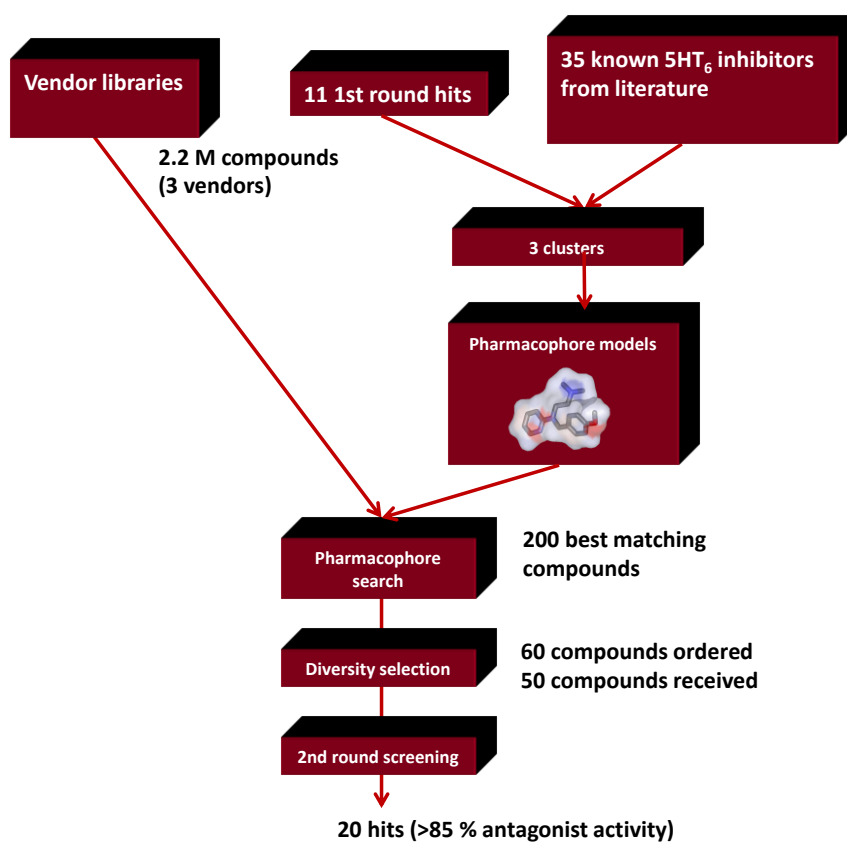 Vendor libraries
11 1st round hits
35 known 5HT₆ inhibitors
from literature
2.2 M compounds
(3 vendors)
3 clusters
Pharmacophore models
Pharmacophore
search
200 best matching
compounds
Diversity selection
60 compounds ordered
50 compounds received
2nd round screening
20 hits (>85 % antagonist activity)